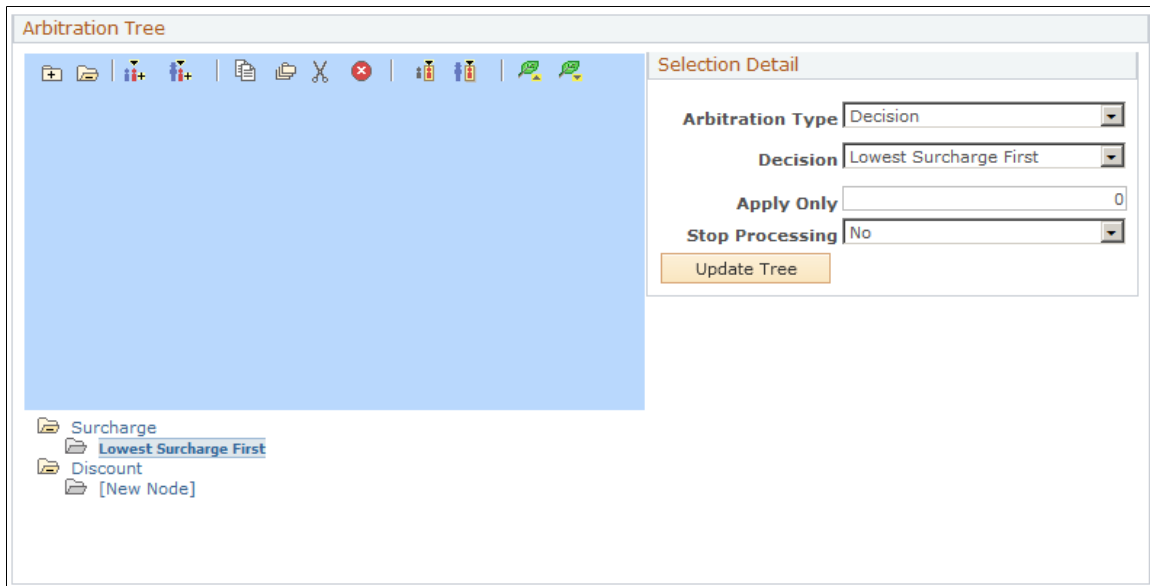 Arbitration Tree
Selection Detail
Arbitration Type Decision
Decision Lowest Surcharge First
Apply Only 0
Stop Processing No
Update Tree
Surcharge
Lowest Surcharge First
Discount
[New Node]